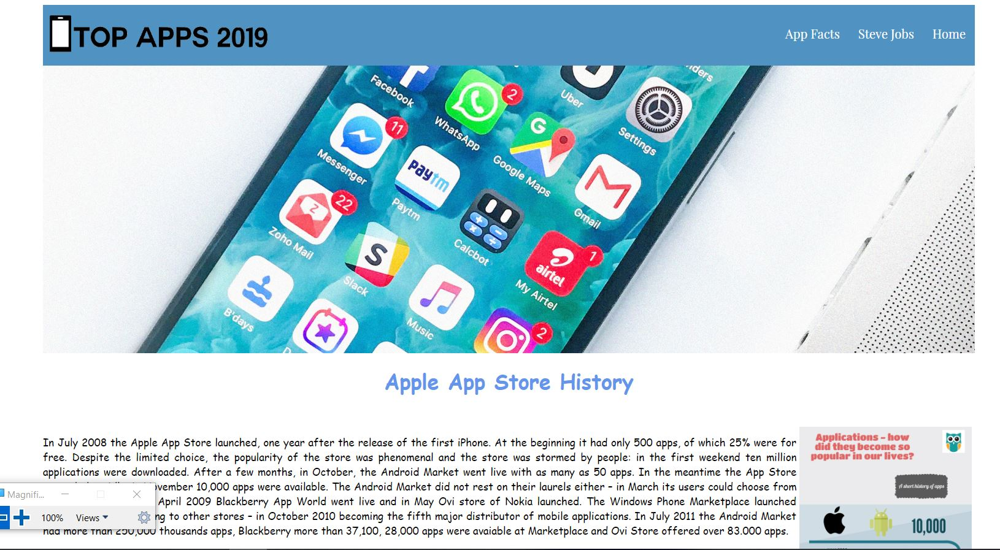 TOP APPS 2019
App Facts Steve Jobs Home
Facebook
WhatsApp
2
Uber
Settings
11
Messenger
Paytm
Paytm
G
Google Maps
Gmail
22
Z
Zoho Mail
S
Slack
Calcbot
airtel
1
My Airtel
B'days
Music
2
Apple App Store History
In July 2008 the Apple App Store launched, one year after the release of the first iPhone. At the beginning it had only 500 apps, of which 25% were for
free. Despite the limited choice, the popularity of the store was phenomenal and the store was stormed by people: in the first weekend ten million
applications were downloaded. After a few months, in October, the Android Market went live with as many as 50 apps. In the meantime the App Store
November 10,000 apps were available. The Android Market did not rest on their laurels either – in March its users could choose from
April 2009 Blackberry App World went live and in May Ovi store of Nokia launched. The Windows Phone Marketplace launched
to other stores – in October 2010 becoming the fifth major distributor of mobile applications. In July 2011 the Android Market
had more than 250,000 thousands apps, Blackberry more than 37,100, 28,000 apps were avaiable at Marketplace and Ovi Store offered over 83.000 apps.
Applications – how
did they become so
popular in our lives?
A short history of apps
10,000
Magnifi...
100% Views